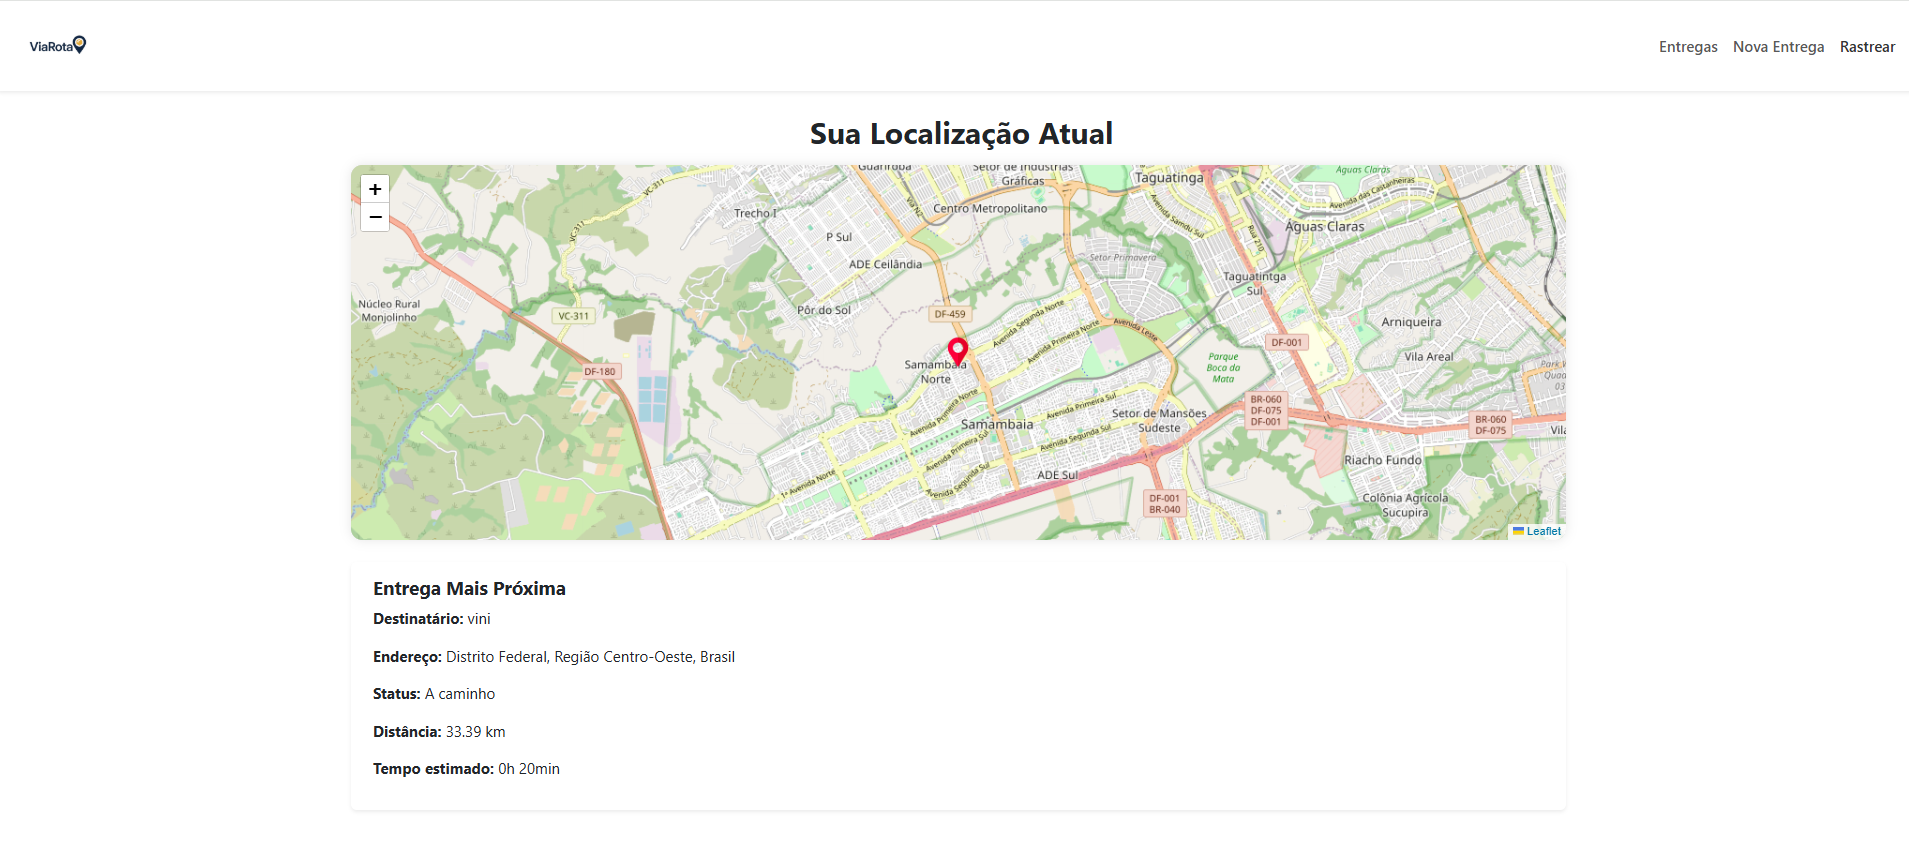 ViaRota
Entregas Nova Entrega Rastrear
Sua Localização Atual
+
−
Guariroba
Setor de Indústrias
Gráficas
Taguatinga
Águas Claras
Avenida das Castanheiras
VC-311
VC-311
Trecho I
Via N2
Centro Metropolitano
Avenida Samdu Sul
Rua 210
Águas Claras
P Sul
ADE Ceilândia
Setor Primavera
Taguatintga
Sul
Núcleo Rural
Monjolinho
VC-311
Pôr do Sol
DF-459
Avenida Segunda Norte
Avenida Primeira Norte
Avenida Leste
Arniqueira
DF-001
Vila Areal
DF-180
Samambaia
Norte
Parque
Boca da
Mata
Park W
Quad
03
Avenida Primeira Norte
Avenida Primeira Sul
BR-060
DF-075
DF-001
Setor de Mansões
Sudeste
Samambaia
BR-060
DF-075
Vila
Avenida Primeira Sul
Avenida Segunda Sul
1ª Avenida Norte
Avenida Segunda Sul
ADE Sul
Riacho Fundo
DF-001
BR-040
Colônia Agrícola
Sucupira
Leaflet
Entrega Mais Próxima
Destinatário: vini
Endereço: Distrito Federal, Região Centro-Oeste, Brasil
Status: A caminho
Distância: 33.39 km
Tempo estimado: 0h 20min